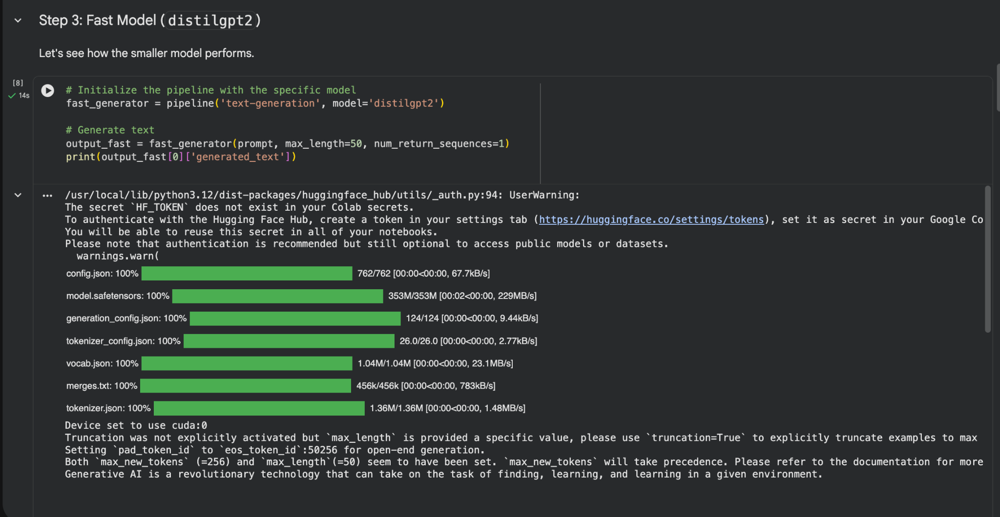 Step 3: Fast Model (distilgpt2)
Let's see how the smaller model performs.
[8]
14s
# Initialize the pipeline with the specific model
fast_generator = pipeline('text-generation', model='distilgpt2')
# Generate text
output_fast = fast_generator(prompt, max_length=50, num_return_sequences=1)
print(output_fast[0]['generated_text'])
/usr/local/lib/python3.12/dist-packages/huggingface_hub/utils/_auth.py:94: UserWarning:
The secret `HF_TOKEN` does not exist in your Colab secrets.
To authenticate with the Hugging Face Hub, create a token in your settings tab (https://huggingface.co/settings/tokens), set it as secret in your Google Co
You will be able to reuse this secret in all of your notebooks.
Please note that authentication is recommended but still optional to access public models or datasets.
  warnings.warn(
config.json: 100% 762/762 [00:00<00:00, 67.7kB/s]
model.safetensors: 100% 353M/353M [00:02<00:00, 229MB/s]
generation_config.json: 100% 124/124 [00:00<00:00, 9.44kB/s]
tokenizer_config.json: 100% 26.0/26.0 [00:00<00:00, 2.77kB/s]
vocab.json: 100% 1.04M/1.04M [00:00<00:00, 23.1MB/s]
merges.txt: 100% 456k/456k [00:00<00:00, 783kB/s]
tokenizer.json: 100% 1.36M/1.36M [00:00<00:00, 1.48MB/s]
Device set to use cuda:0
Truncation was not explicitly activated but `max_length` is provided a specific value, please use `truncation=True` to explicitly truncate examples to max
Setting `pad_token_id` to `eos_token_id`:50256 for open-end generation.
Both `max_new_tokens` (=256) and `max_length`(=50) seem to have been set. `max_new_tokens` will take precedence. Please refer to the documentation for more
Generative AI is a revolutionary technology that can take on the task of finding, learning, and learning in a given environment.